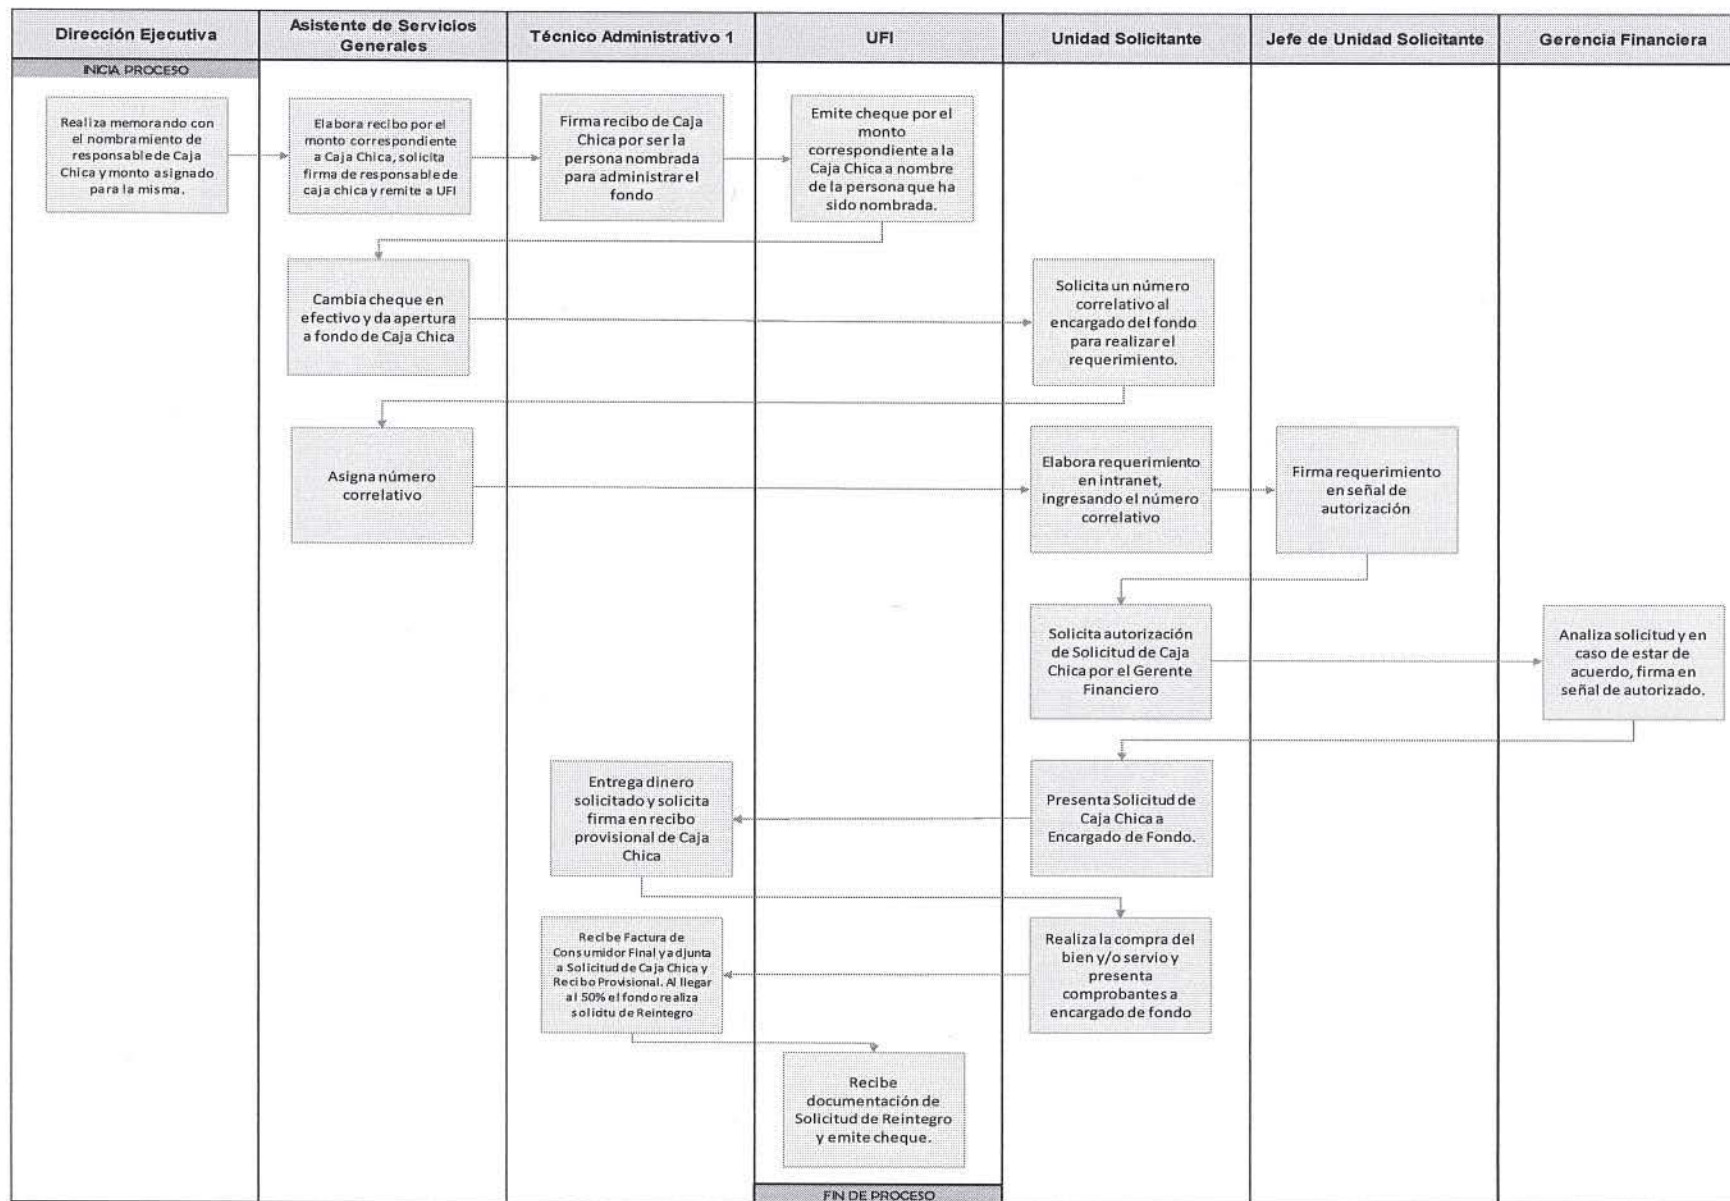 Dirección Ejecutiva
Asistente de Servicios
Generales
Técnico Administrativo 1
UFI
Unidad Solicitante
Jefe de Unidad Solicitante
Gerencia Financiera
INICIA PROCESO
Realiza memorando con
el nombramiento de
responsable de Caja
Chica y monto asignado
para la misma.
Elabora recibo por el
monto correspondiente
a Caja Chica, solicita
firma de responsable de
caja chica y remite a UFI
Firma recibo de Caja
Chica por ser la
persona nombrada
para administrar el
fondo
Emite cheque por el
monto
correspondiente a la
Caja Chica a nombre
de la persona que ha
sido nombrada.
Cambia cheque en
efectivo y da apertura
a fondo de Caja Chica
Solicita un número
correlativo al
encargado del fondo
para realizar el
requerimiento.
Asigna número
correlativo
Elabora requerimiento
en intranet,
ingresando el número
correlativo
Firma requerimiento
en señal de
autorización
Solicita autorización
de Solicitud de Caja
Chica por el Gerente
Financiero
Analiza solicitud y en
caso de estar de
acuerdo, firma en
señal de autorizado.
Entrega dinero
solicitado y solicita
firma en recibo
provisional de Caja
Chica
Presenta Solicitud de
Caja Chica a
Encargado de Fondo.
Recibe Factura de
Consumidor Final y adjunta
a Solicitud de Caja Chica y
Recibo Provisional. Al llegar
al 50% el fondo realiza
solidtu de Reintegro
Realiza la compra del
bien y/o servio y
presenta
comprobantes a
encargado de fondo
Recibe
documentación de
Solicitud de Reintegro
y emite cheque.
FIN DE PROCESO